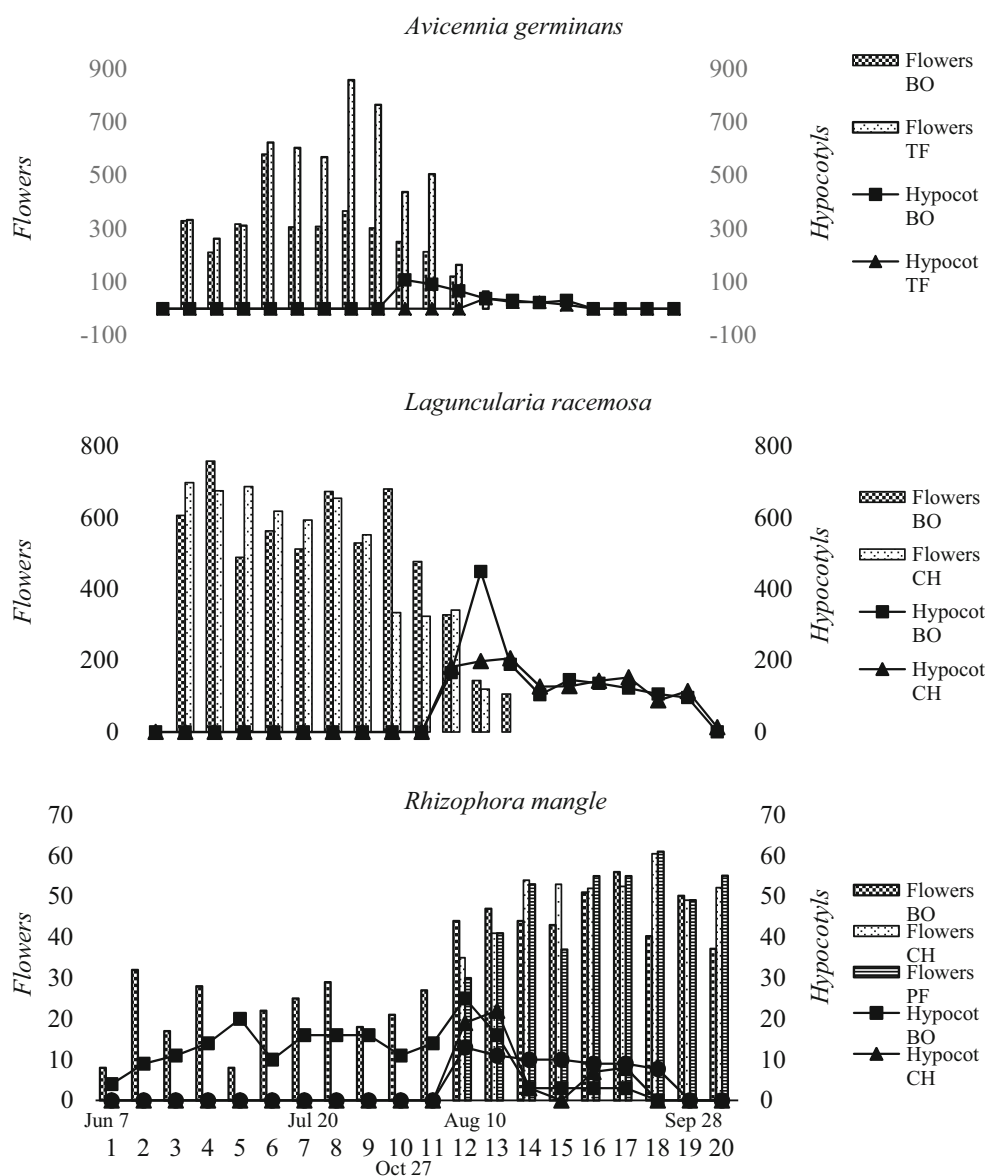 Avicennia germinans
900
700
500
300
100
-100
Flowers
900
700
500
300
100
-100
Hypocotyls
Flowers
BO
Flowers
TF
Hypocot
BO
Hypocot
TF
Laguncularia racemosa
800
600
400
200
0
Flowers
800
600
400
200
0
Hypocotyls
Flowers
BO
Flowers
CH
Hypocot
BO
Hypocot
CH
Rhizophora mangle
70
60
50
40
30
20
10
0
Flowers
70
60
50
40
30
20
10
0
Hypocotyls
Flowers
BO
Flowers
CH
Flowers
PF
Hypocot
BO
Hypocot
CH
Jun 7 Jul 20 Aug 10 Sep 28
1 2 3 4 5 6 7 8 9 10 11 12 13 14 15 16 17 18 19 20
Oct 27